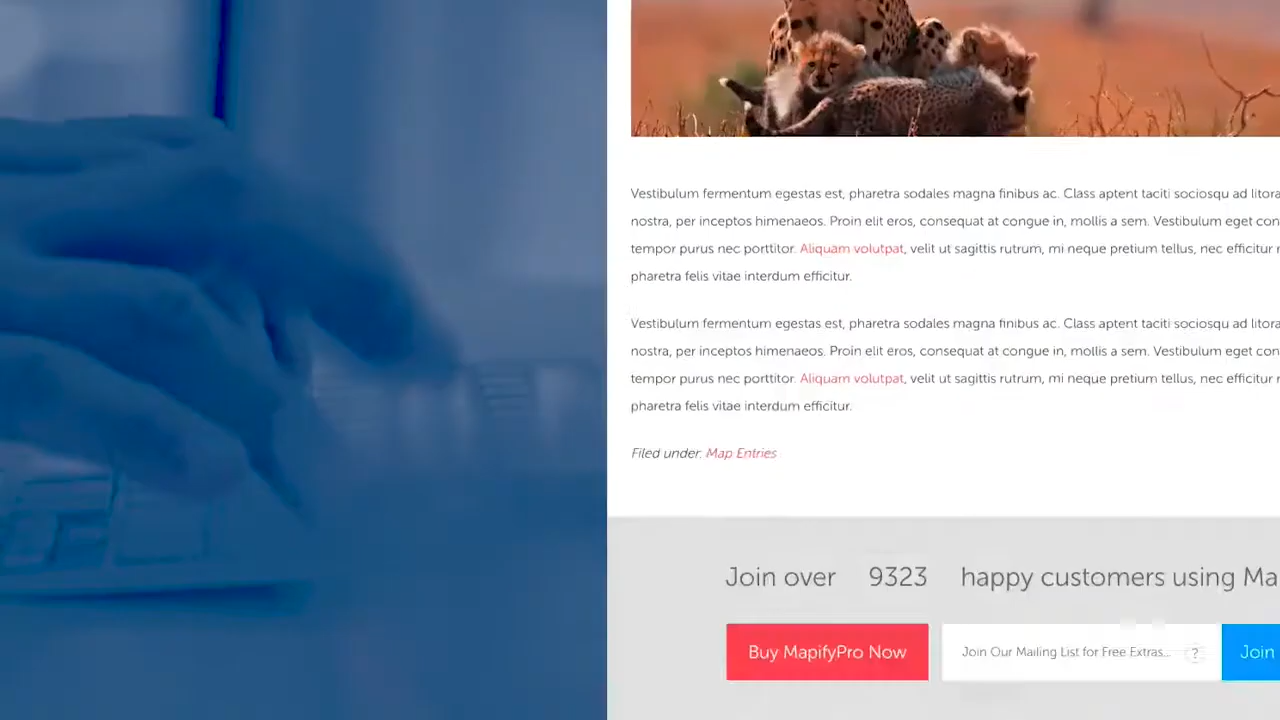 Vestibulum fermentum egestas est, pharetra sodales magna finibus ac. Class aptent taciti sociosqu ad litora
nostra, per inceptos himenaeos. Proin elit eros, consequat at congue in, mollis a sem. Vestibulum eget con
tempor purus nec porttitor. Aliquam volutpat, velit ut sagittis rutrum, mi neque pretium tellus, nec efficitur
pharetra felis vitae interdum efficitur.
Vestibulum fermentum egestas est, pharetra sodales magna finibus ac. Class aptent taciti sociosqu ad litora
nostra, per inceptos himenaeos. Proin elit eros, consequat at congue in, mollis a sem. Vestibulum eget con
tempor purus nec porttitor. Aliquam volutpat, velit ut sagittis rutrum, mi neque pretium tellus, nec efficitur
pharetra felis vitae interdum efficitur.
Filed under: Map Entries
Join over 9323 happy customers using Ma
Buy MapifyPro Now
Join Our Mailing List for Free Extras... ?
Join